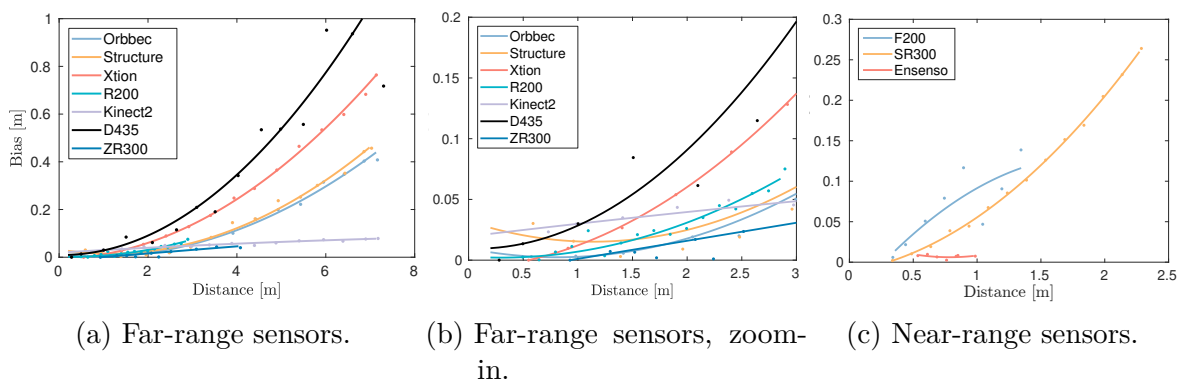 1
0.8
0.6
0.4
0.2
0
0 2 4 6 8
Bias [m]
Distance [m]
Orbbec
Structure
Xtion
R200
Kinect2
D435
ZR300
(a) Far-range sensors.
0.2
0.15
0.1
0.05
0
0 0.5 1 1.5 2 2.5 3
Distance [m]
Orbbec
Structure
Xtion
R200
Kinect2
D435
ZR300
(b) Far-range sensors, zoom-
in.
0.3
0.25
0.2
0.15
0.1
0.05
0
0 0.5 1 1.5 2 2.5
Distance [m]
F200
SR300
Ensenso
(c) Near-range sensors.